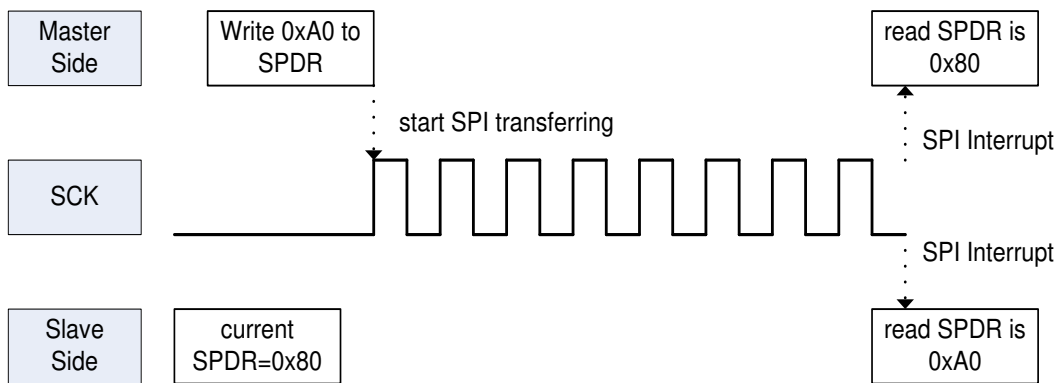 Master
Side
Write 0xA0 to
SPDR
read SPDR is
0x80
start SPI transferring
SPI Interrupt
SCK
SPI Interrupt
Slave
Side
current
SPDR=0x80
read SPDR is
0xA0